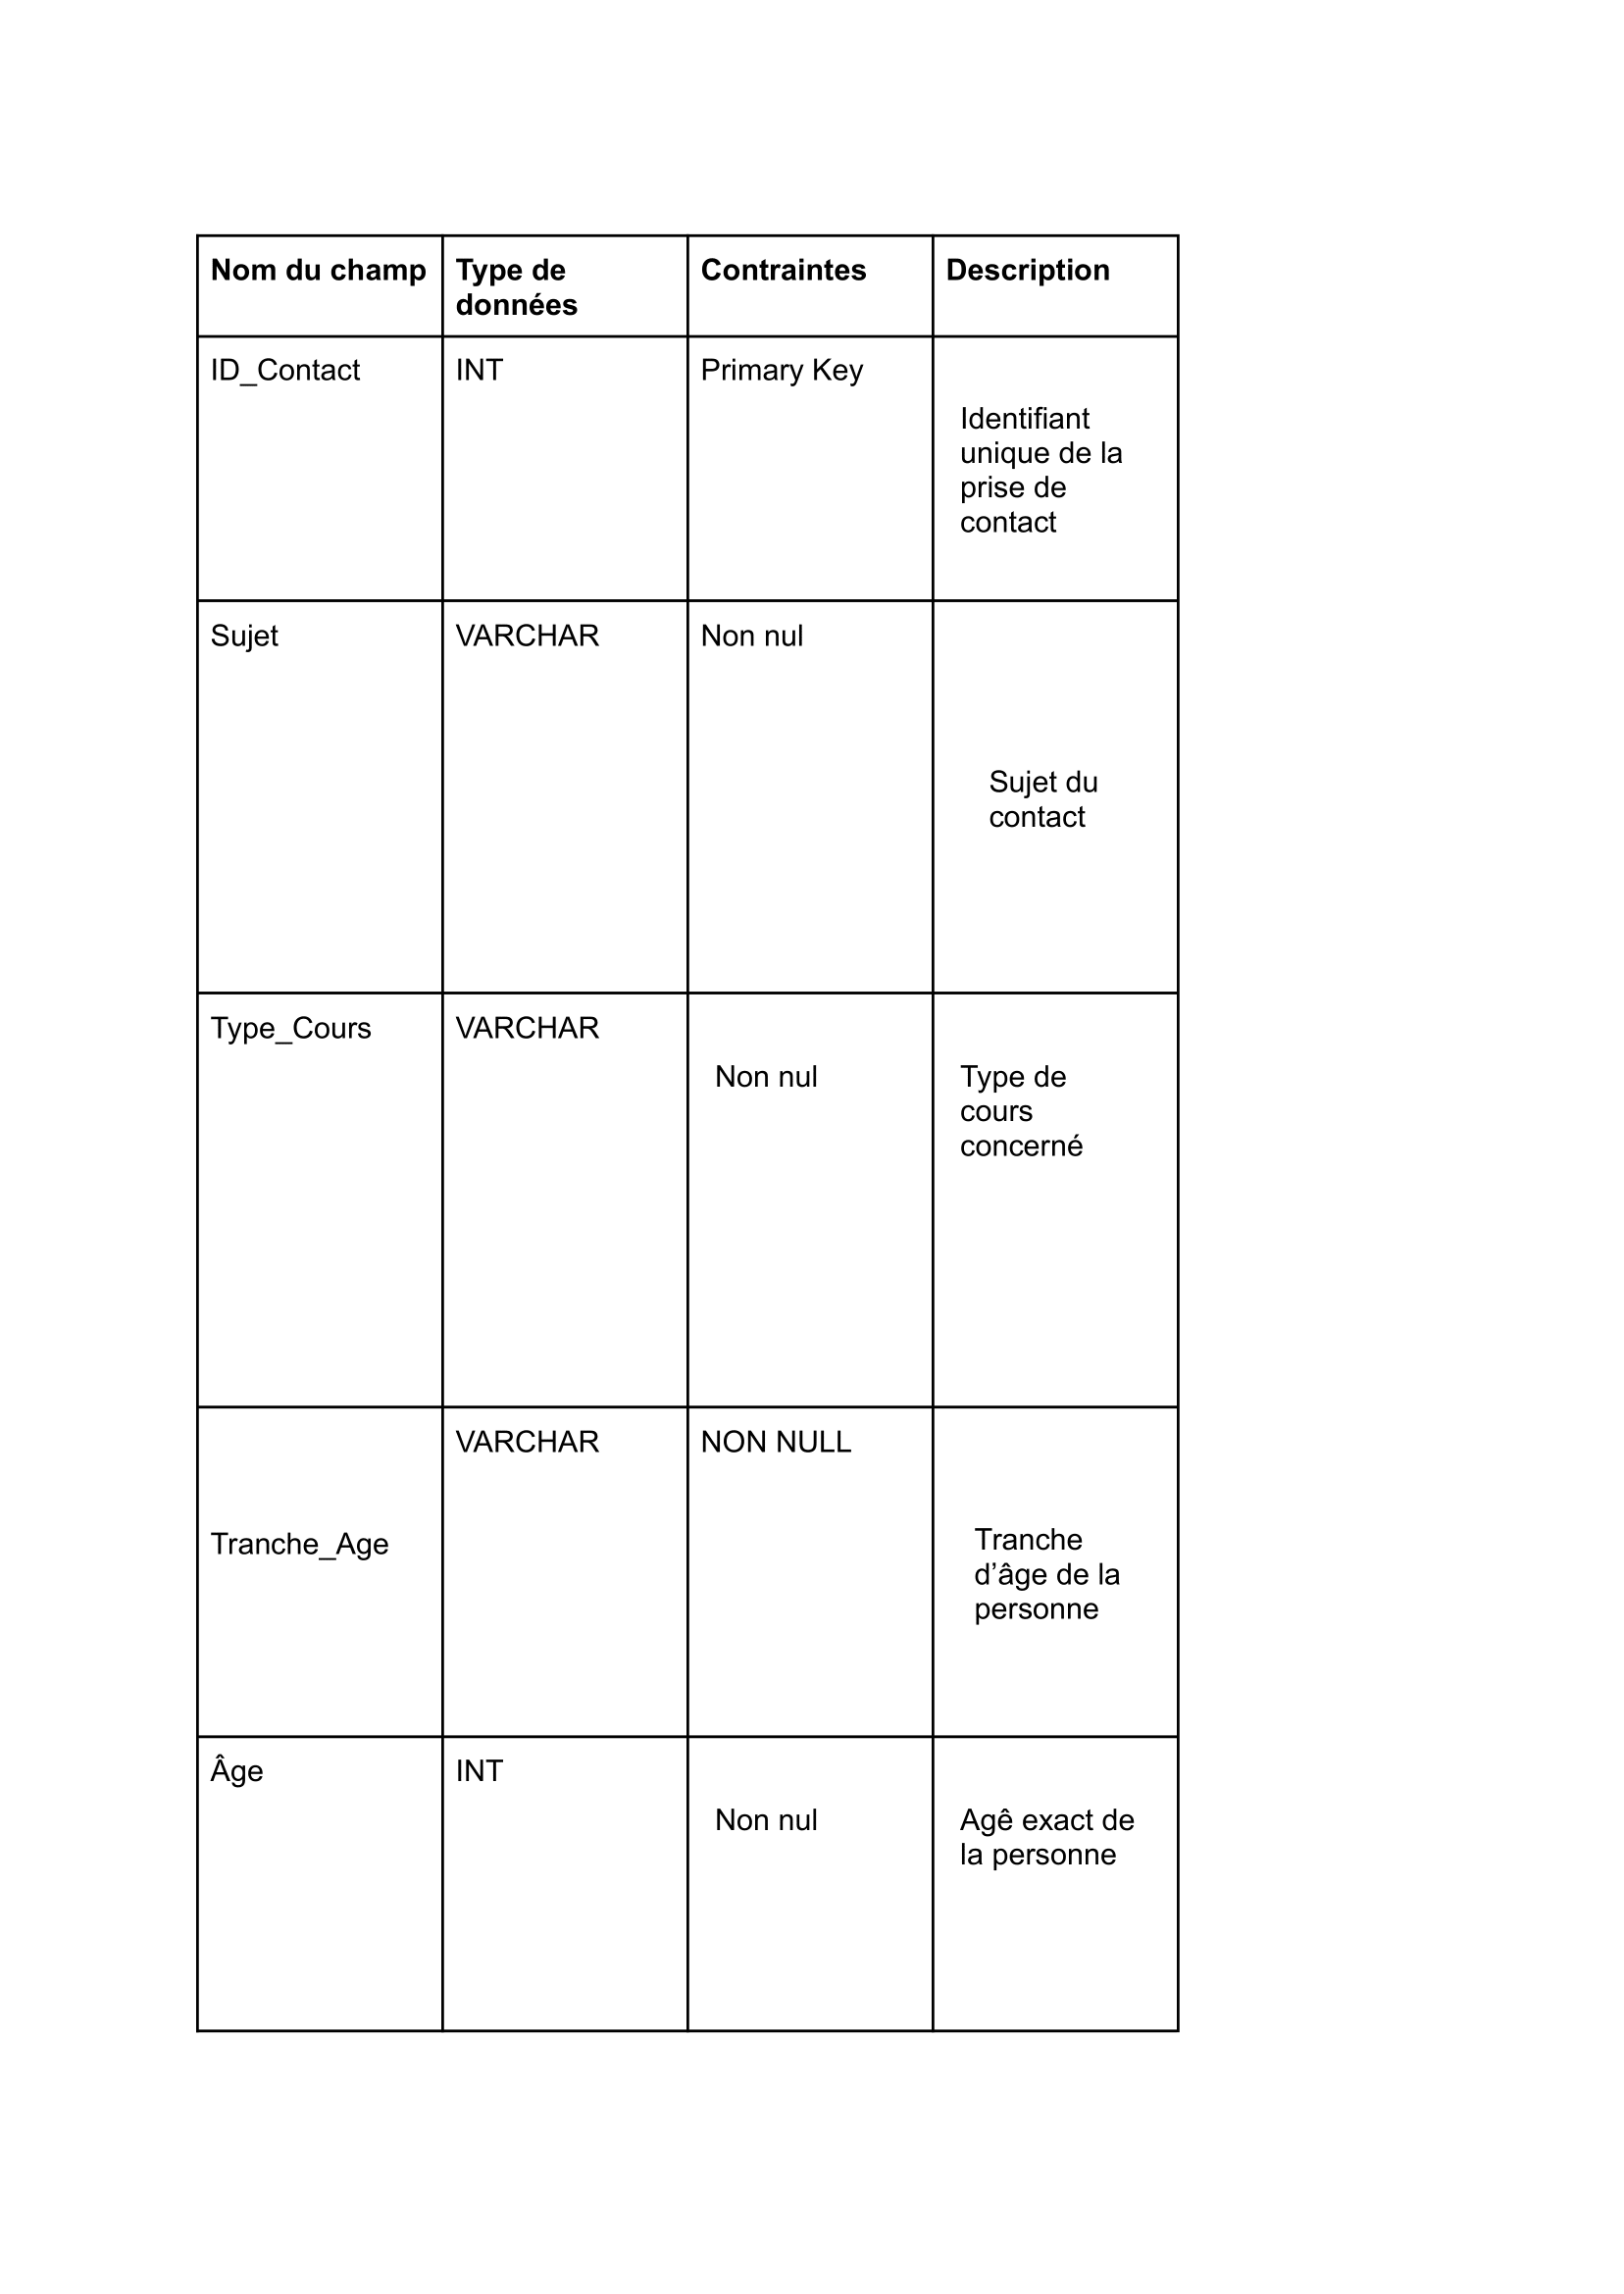 Nom du champ
Type de
données
Contraintes
Description
ID_Contact
INT
Primary Key
Identifiant
unique de la
prise de
contact
Sujet
VARCHAR
Non nul
Sujet du
contact
Type_Cours
VARCHAR
Non nul
Type de
cours
concerné
Tranche_Age
VARCHAR
NON NULL
Tranche
d’âge de la
personne
Âge
INT
Non nul
Agê exact de
la personne